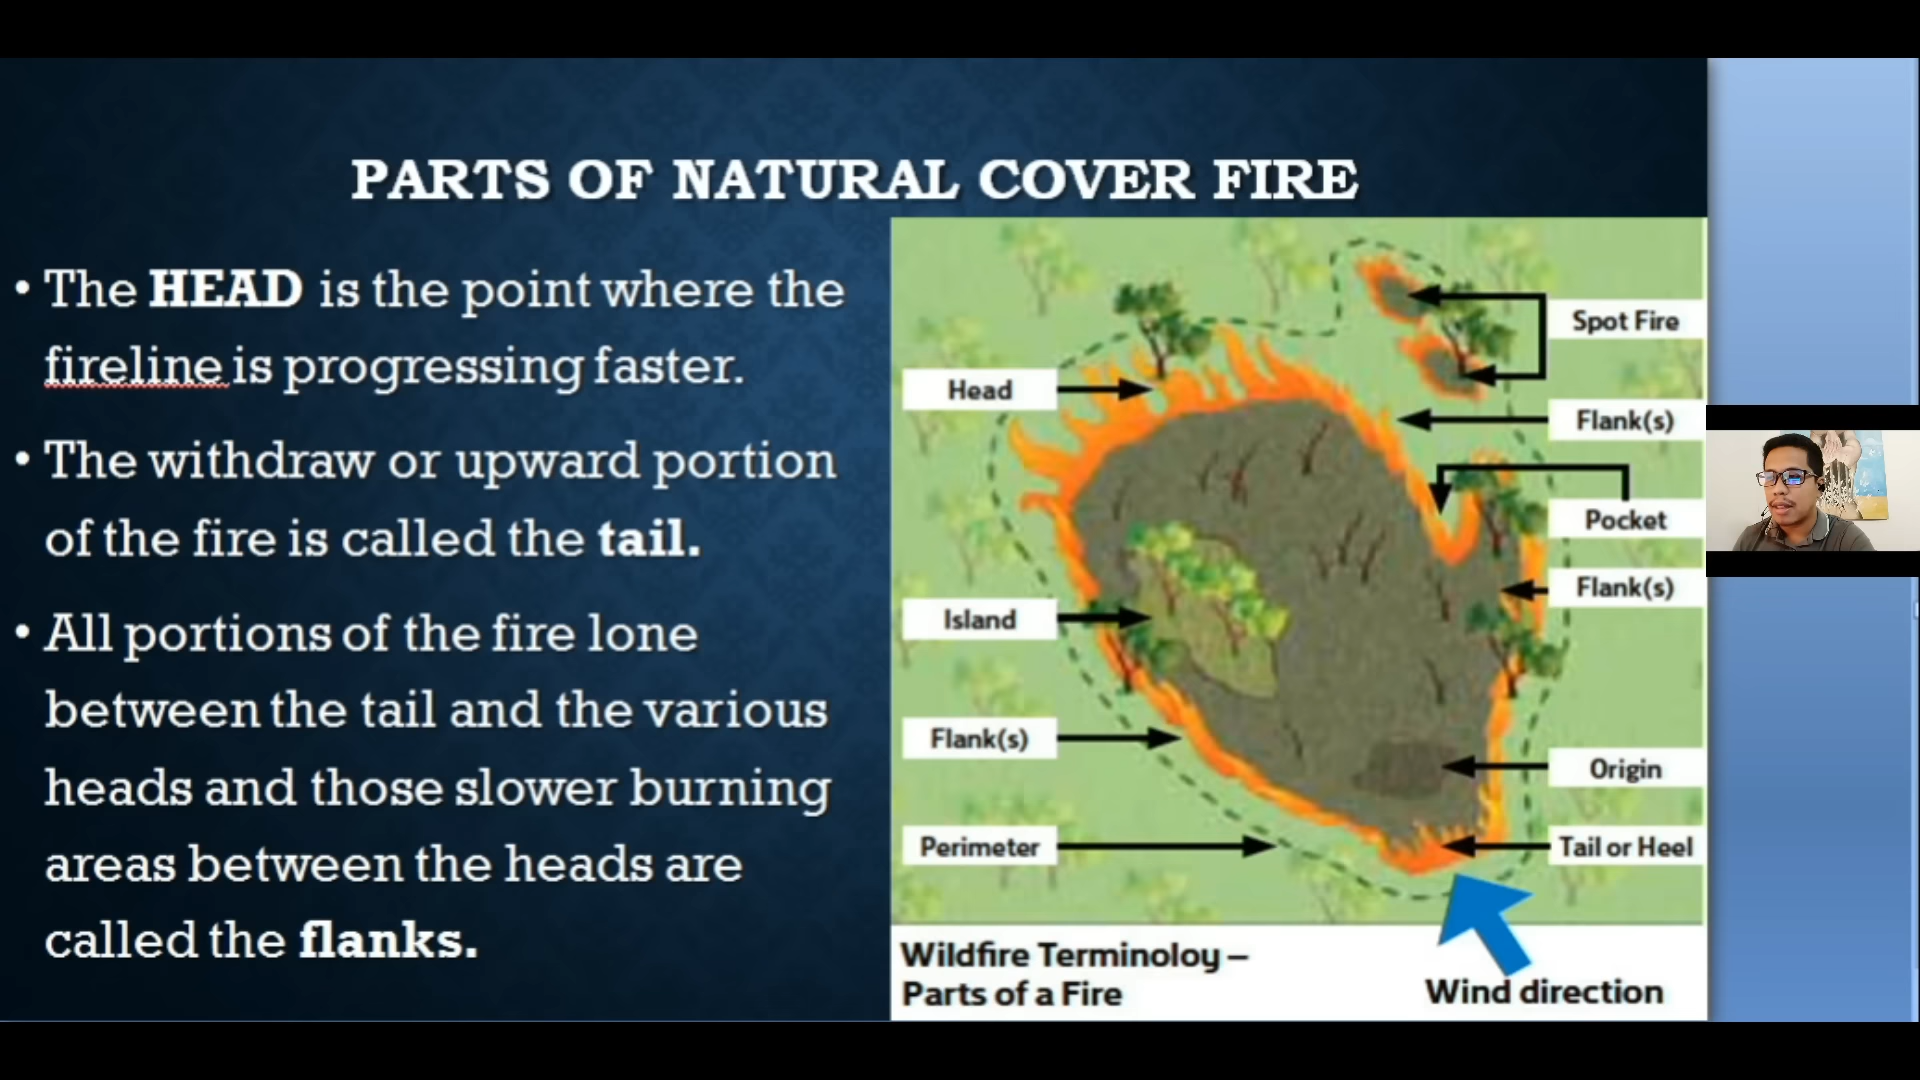 PARTS OF NATURAL COVER FIRE
• The HEAD is the point where the
fireline is progressing faster.
• The withdraw or upward portion
of the fire is called the tail.
• All portions of the fire lone
between the tail and the various
heads and those slower burning
areas between the heads are
called the flanks.
Spot Fire
Head
Flank(s)
Pocket
Flank(s)
Island
Flank(s)
Origin
Perimeter
Tail or Heel
Wildfire Terminoloy –
Parts of a Fire
Wind direction